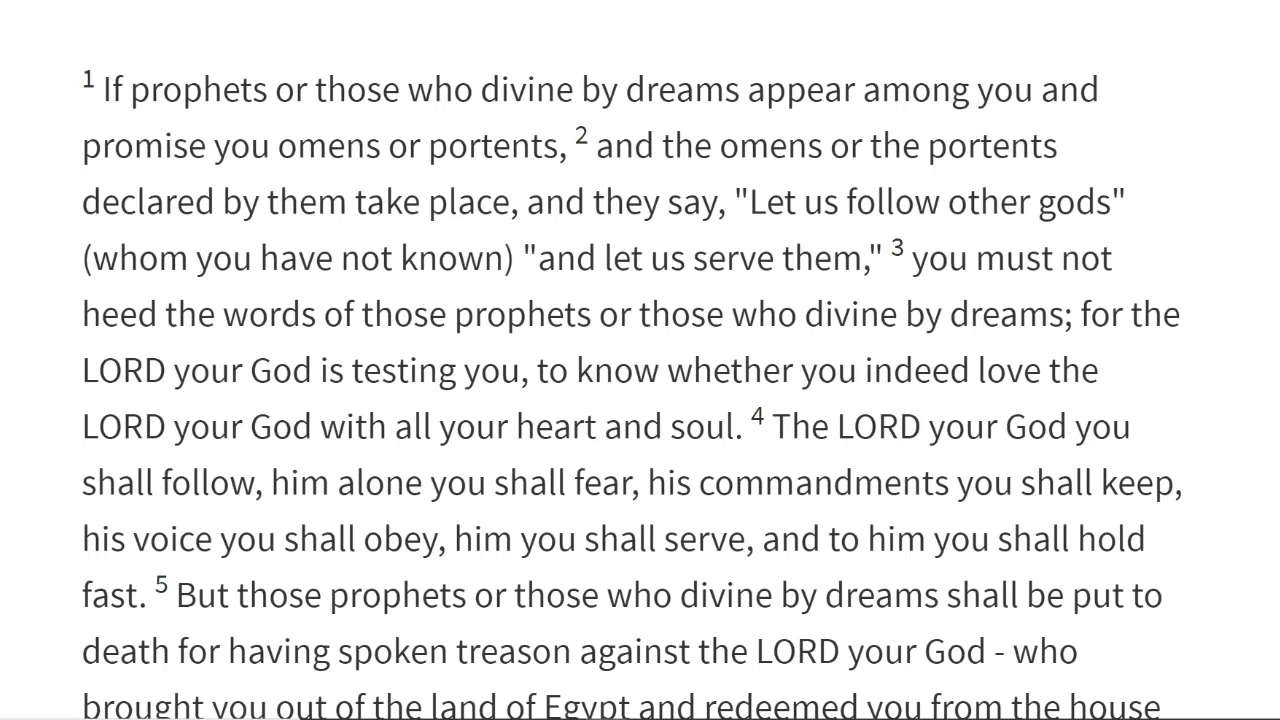 1 If prophets or those who divine by dreams appear among you and
promise you omens or portents, 2 and the omens or the portents
declared by them take place, and they say, "Let us follow other gods"
(whom you have not known) "and let us serve them," 3 you must not
heed the words of those prophets or those who divine by dreams; for the
LORD your God is testing you, to know whether you indeed love the
LORD your God with all your heart and soul. 4 The LORD your God you
shall follow, him alone you shall fear, his commandments you shall keep,
his voice you shall obey, him you shall serve, and to him you shall hold
fast. 5 But those prophets or those who divine by dreams shall be put to
death for having spoken treason against the LORD your God - who
brought you out of the land of Egypt and redeemed you from the house